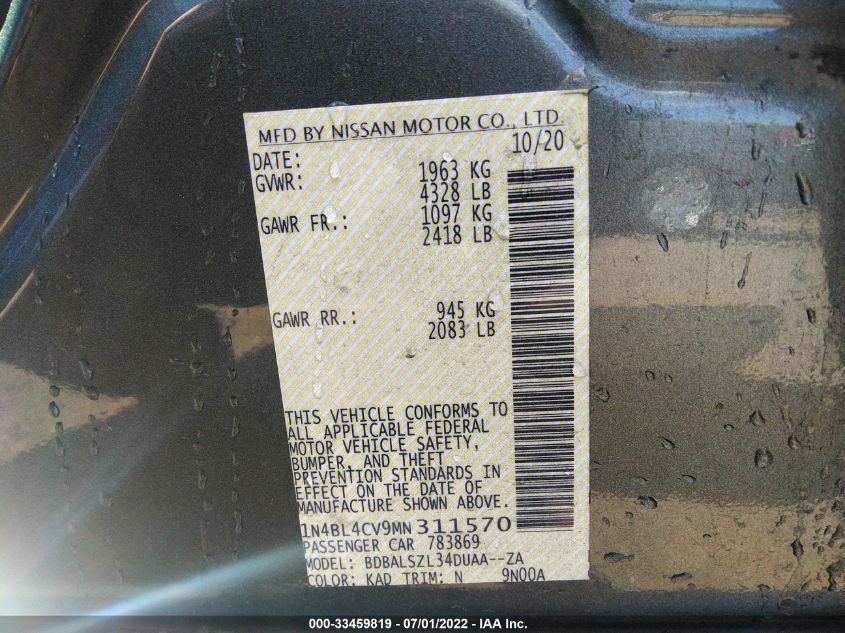 MFD BY NISSAN MOTOR CO., LTD.
DATE: 10/20
GVWR: 1963 KG
4328 LB
GAWR FR.: 1097 KG
2418 LB
GAWR RR.: 945 KG
2083 LB
THIS VEHICLE CONFORMS TO
ALL APPLICABLE FEDERAL
MOTOR VEHICLE SAFETY,
BUMPER, AND THEFT
PREVENTION STANDARDS IN
EFFECT ON THE DATE OF
MANUFACTURE SHOWN ABOVE.
1N4BL4CV9MN311570
PASSENGER CAR 783869
MODEL: BDBALSZL34DUAA--ZA
COLOR: KAD TRIM: N 9N00A
000-33459819 - 07/01/2022 - IAA Inc.